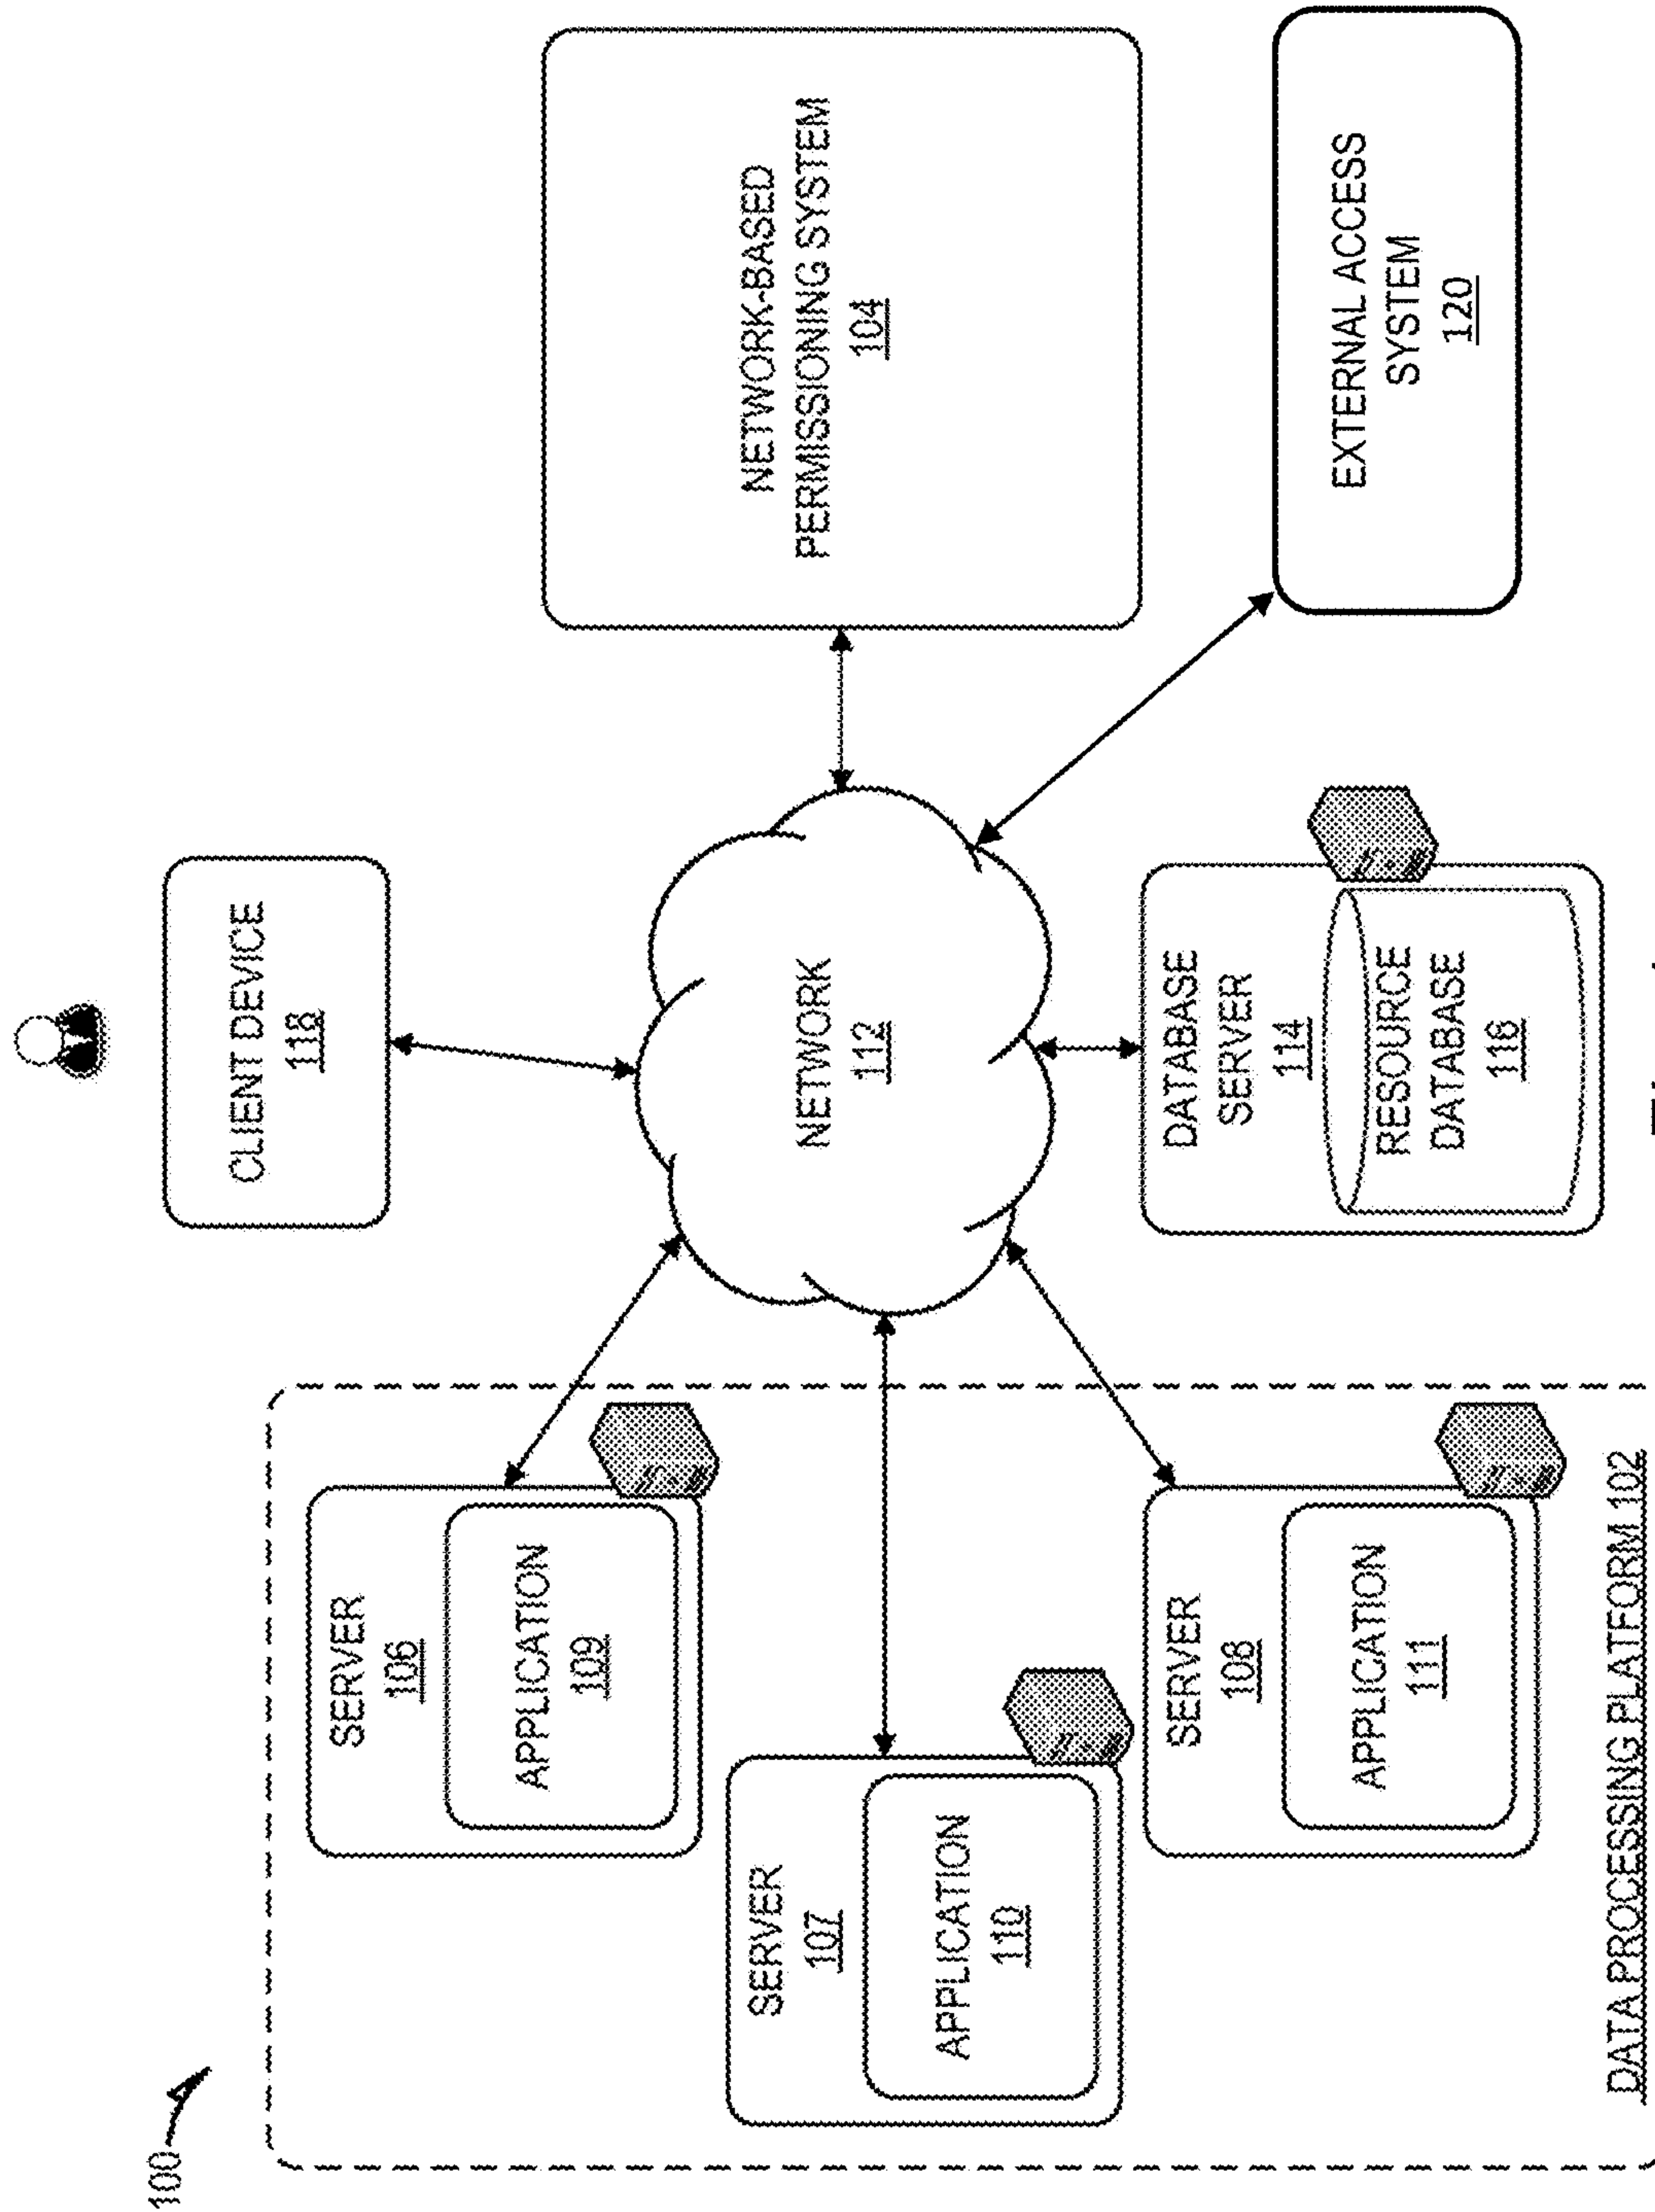 100
CLIENT DEVICE
118
SERVER
106
APPLICATION
109
SERVER
107
APPLICATION
110
SERVER
108
APPLICATION
111
DATA PROCESSING PLATFORM 102
NETWORK
112
NETWORK-BASED
PERMISSIONING SYSTEM
104
DATABASE
SERVER
114
RESOURCE
DATABASE
116
EXTERNAL ACCESS
SYSTEM
120